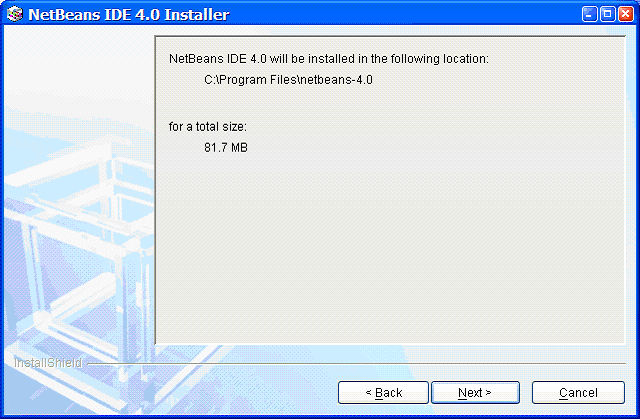 NetBeans IDE 4.0 Installer
NetBeans IDE 4.0 will be installed in the following location:
C:\Program Files\netbeans-4.0
for a total size:
81.7 MB
InstallShield
< Back
Next >
Cancel